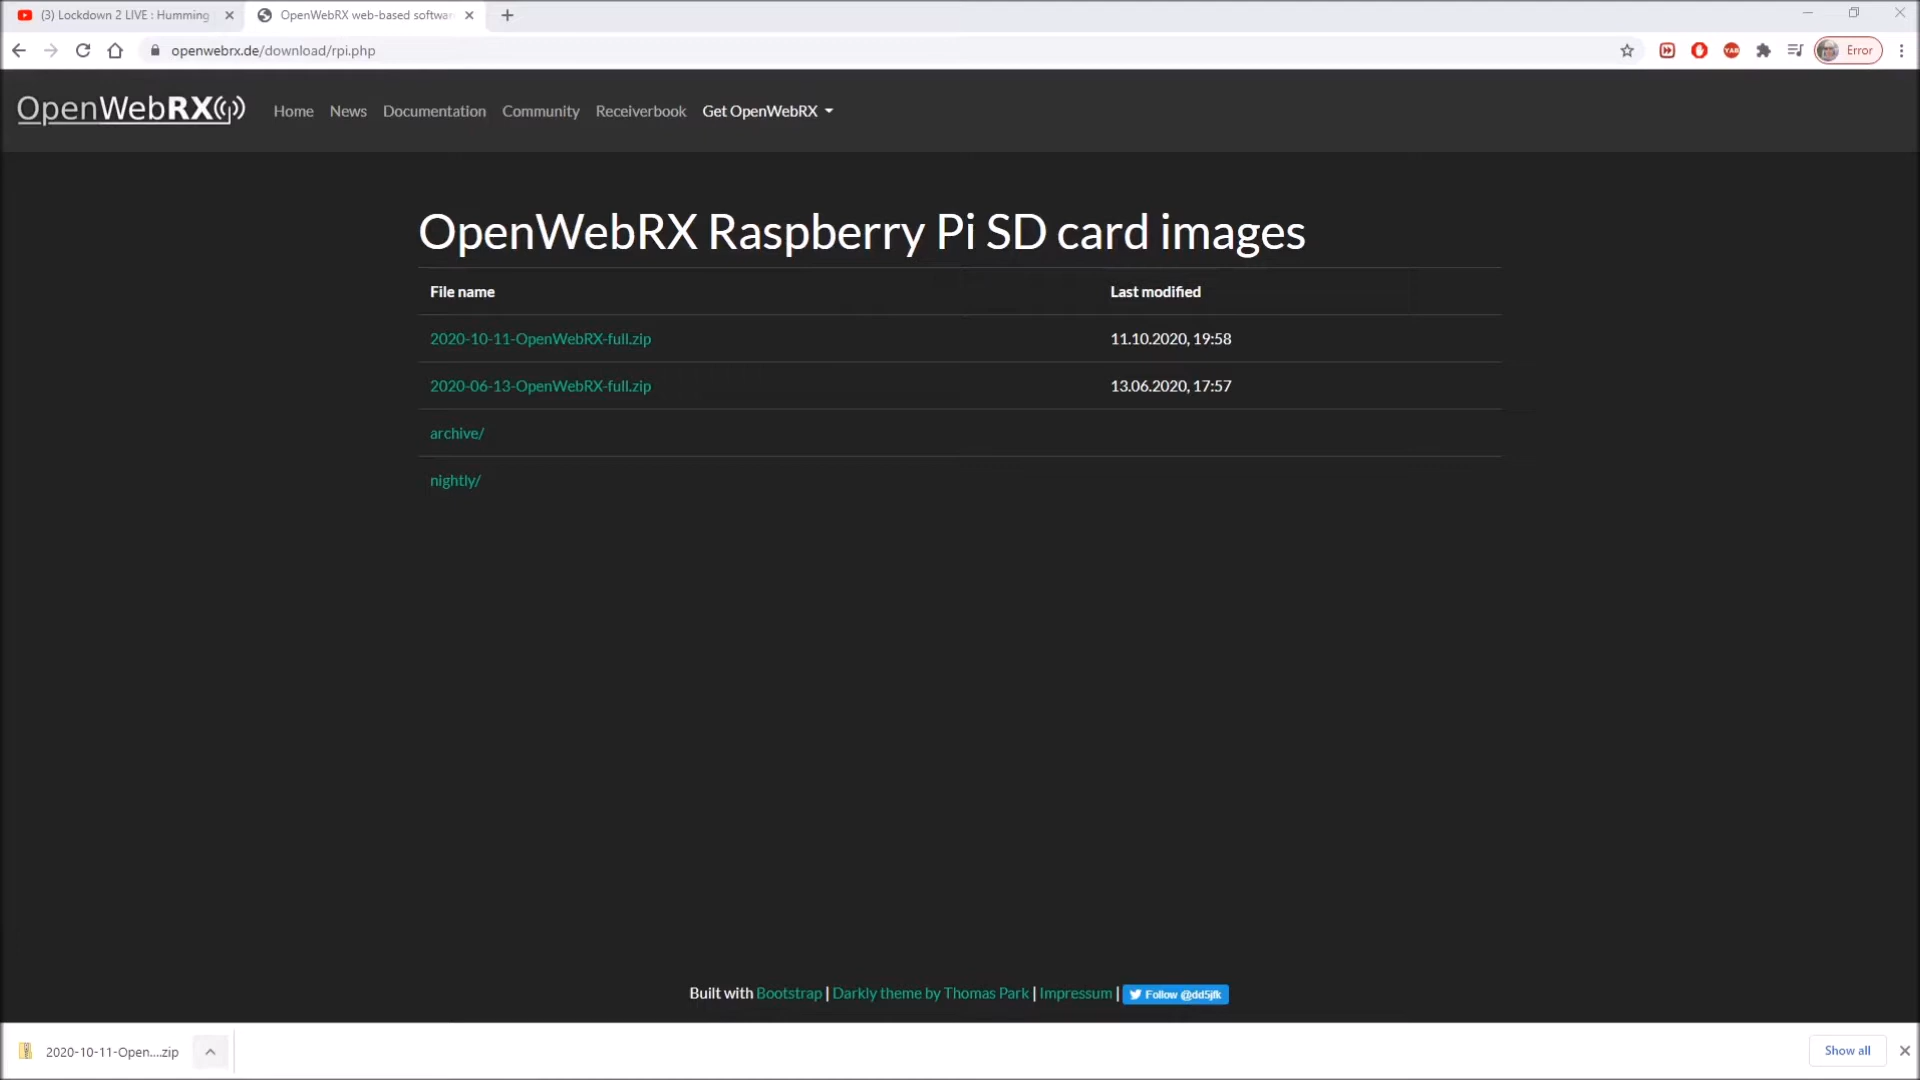 (3) Lockdown 2 LIVE : Humming
OpenWebRX web-based softwar
openwebrx.de/download/rpi.php
YAB
Error
OpenWebRX
Home
News
Documentation
Community
Receiverbook
Get OpenWebRX
OpenWebRX Raspberry Pi SD card images
File name
Last modified
2020-10-11-OpenWebRX-full.zip
11.10.2020, 19:58
2020-06-13-OpenWebRX-full.zip
13.06.2020, 17:57
archive/
nightly/
Built with Bootstrap | Darkly theme by Thomas Park | Impressum | Follow @dd5jfk
2020-10-11-Open....zip
Show all